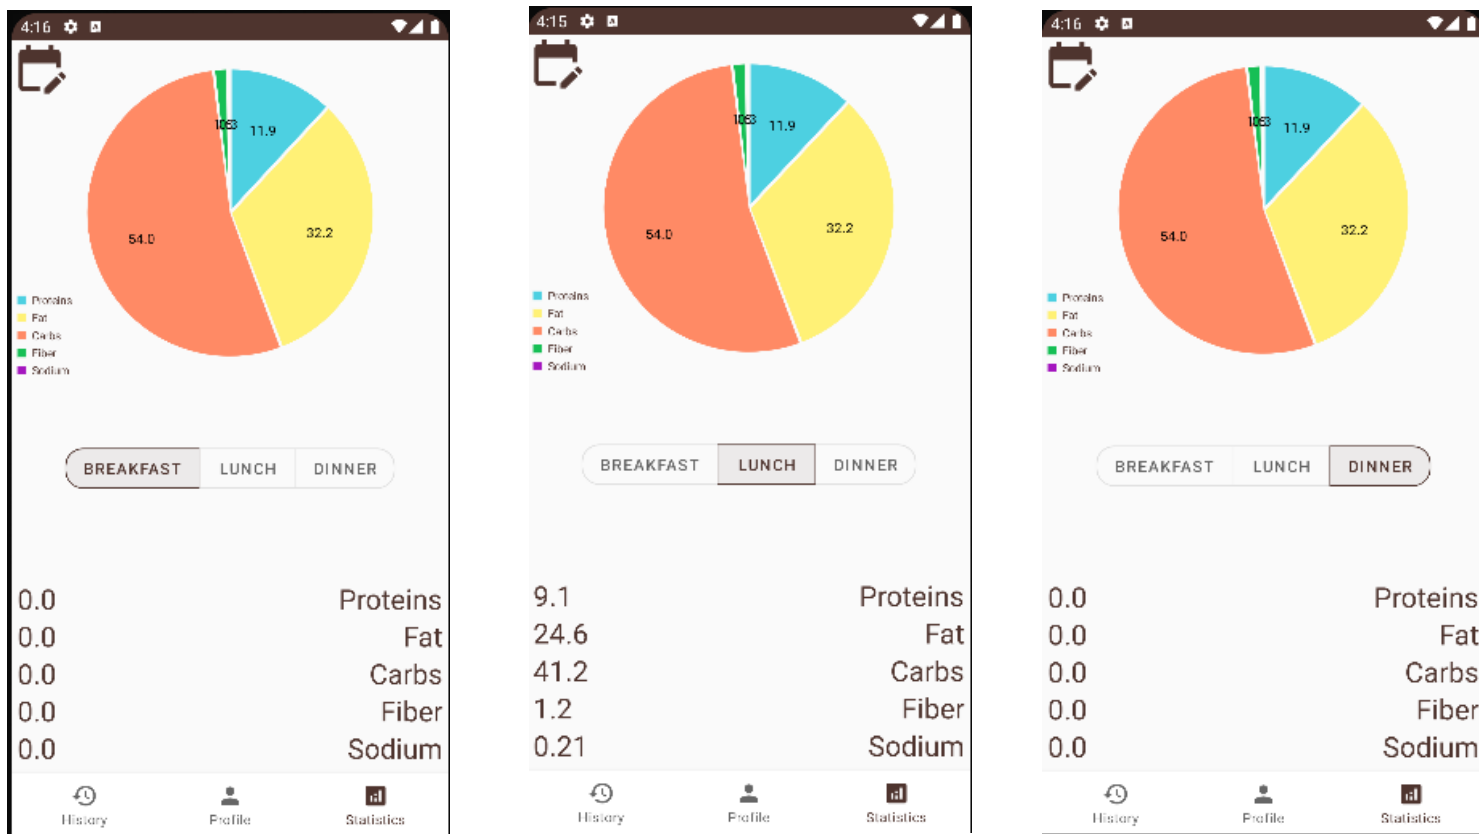 4:16
11.9
32.2
54.0
Proteins
Fat
Carbs
Fiber
Sodium
BREAKFAST LUNCH DINNER
0.0 Proteins
0.0 Fat
0.0 Carbs
0.0 Fiber
0.0 Sodium
History Profile Statistics
4:15
11.9
32.2
54.0
Proteins
Fat
Carbs
Fiber
Sodium
BREAKFAST LUNCH DINNER
9.1 Proteins
24.6 Fat
41.2 Carbs
1.2 Fiber
0.21 Sodium
History Profile Statistics
4:16
11.9
32.2
54.0
Proteins
Fat
Carbs
Fiber
Sodium
BREAKFAST LUNCH DINNER
0.0 Proteins
0.0 Fat
0.0 Carbs
0.0 Fiber
0.0 Sodium
History Profile Statistics